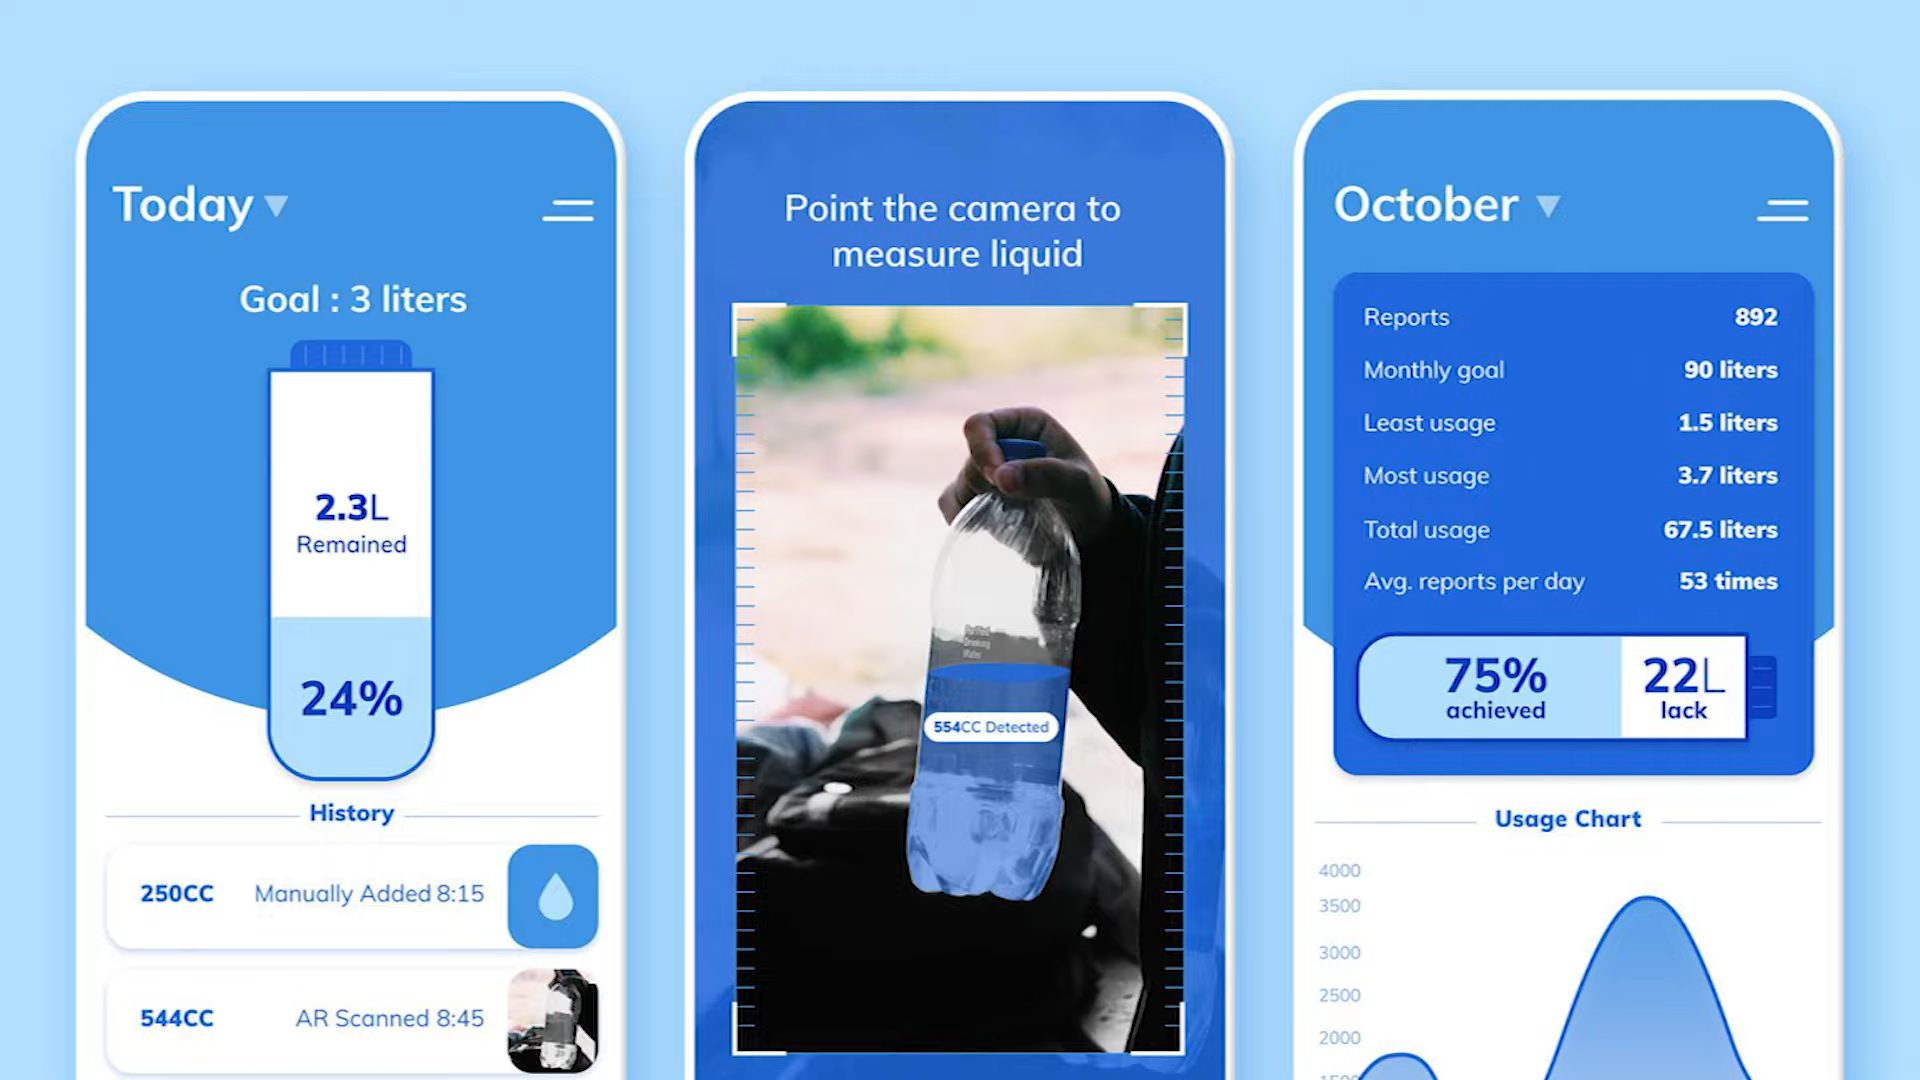 Today
Goal : 3 liters
2.3L
Remained
24%
History
250CC Manually Added 8:15
544CC AR Scanned 8:45
Point the camera to
measure liquid
Purified
Drinking
Water
554CC Detected
October
Reports 892
Monthly goal 90 liters
Least usage 1.5 liters
Most usage 3.7 liters
Total usage 67.5 liters
Avg. reports per day 53 times
75%
achieved
22L
lack
Usage Chart
4000
3500
3000
2500
2000